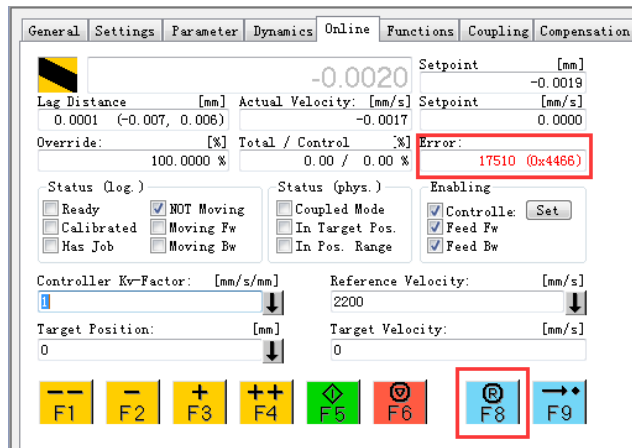 General Settings Parameter Dynamics Online Functions Coupling Compensation
-0.0020
Setpoint [mm]
-0.0019
Lag Distance [mm] Actual Velocity: [mm/s] Setpoint [mm/s]
0.0001 (-0.007, 0.006) -0.0017 0.0000
Override: [%] Total / Control [%] Error:
100.0000 % 0.00 / 0.00 % 17510 (0x4466)
Status (log.) Status (phys.) Enabling
Ready NOT Moving Coupled Mode Controlle: Set
Calibrated Moving Fw In Target Pos. Feed Fw
Has Job Moving Bw In Pos. Range Feed Bw
Controller Kv-Factor: [mm/s/mm] Reference Velocity: [mm/s]
1 2200
Target Position: [mm] Target Velocity: [mm/s]
0 0
-- - + ++ R
F1 F2 F3 F4 F5 F6 F8 F9